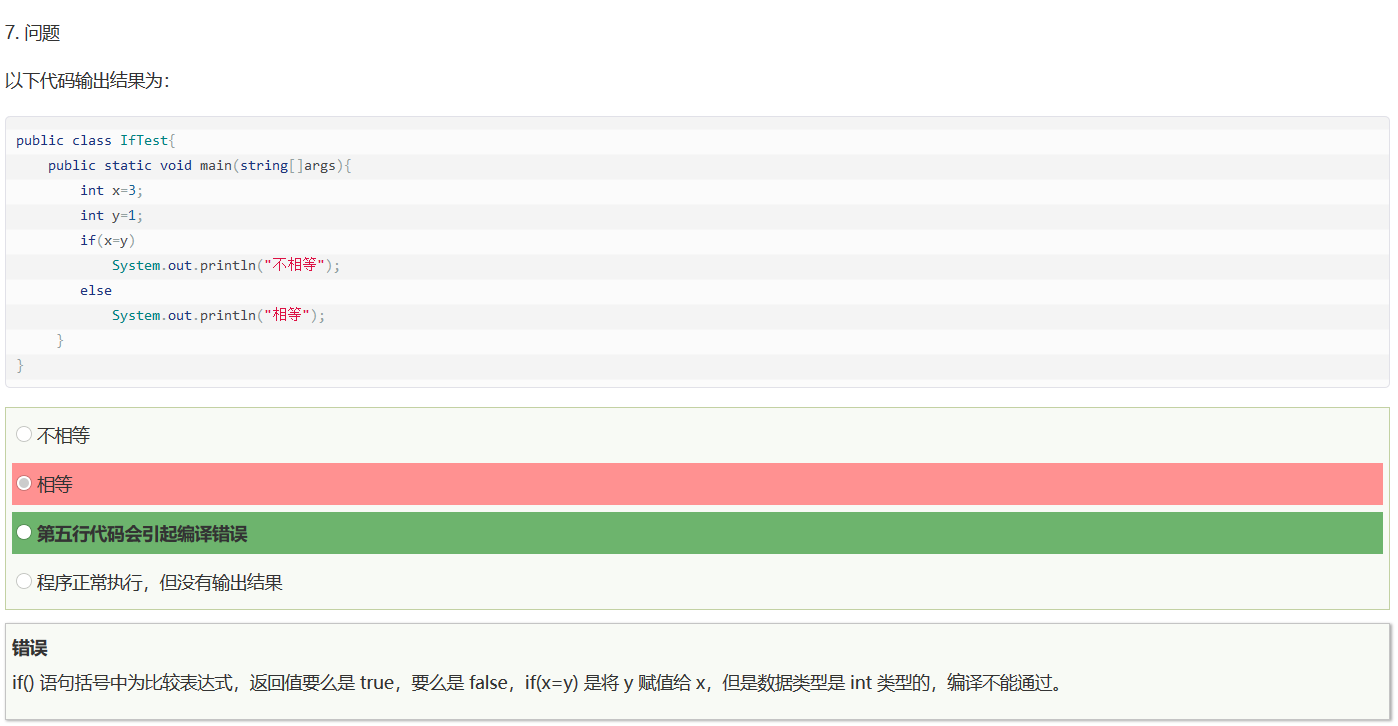 7. 问题
以下代码输出结果为:
public class IfTest{
    public static void main(string[]args){
        int x=3;
        int y=1;
        if(x=y)
            System.out.println("不相等");
        else
            System.out.println("相等");
     }
}
不相等
相等
第五行代码会引起编译错误
程序正常执行，但没有输出结果
错误
if() 语句括号中为比较表达式，返回值要么是 true，要么是 false，if(x=y) 是将 y 赋值给 x，但是数据类型是 int 类型的，编译不能通过。